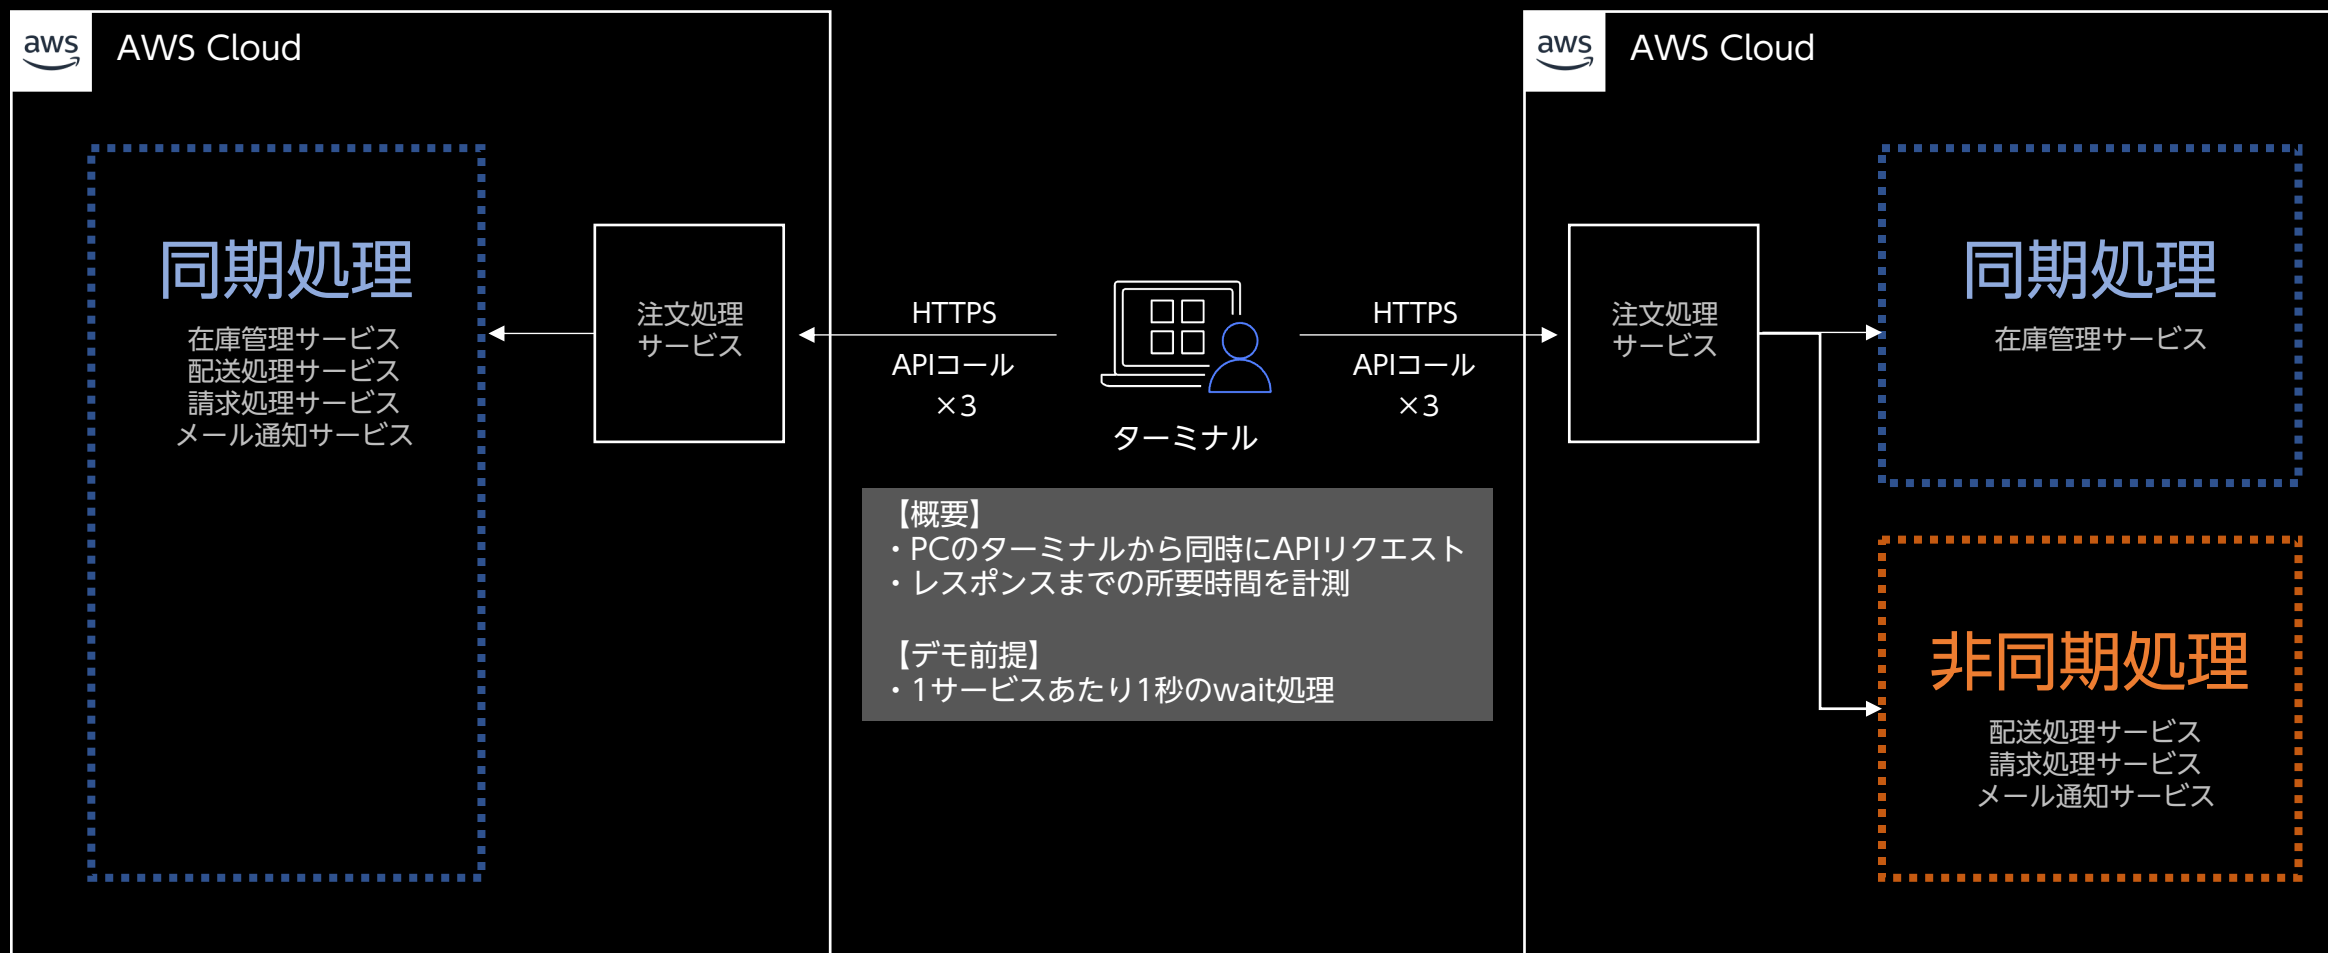 aws
AWS Cloud
同期処理
在庫管理サービス
配送処理サービス
請求処理サービス
メール通知サービス
注文処理
サービス
HTTPS
APIコール
×3
ターミナル
HTTPS
APIコール
×3
【概要】
・PCのターミナルから同時にAPIリクエスト
・レスポンスまでの所要時間を計測
【デモ前提】
・1サービスあたり1秒のwait処理
aws
AWS Cloud
注文処理
サービス
同期処理
在庫管理サービス
非同期処理
配送処理サービス
請求処理サービス
メール通知サービス